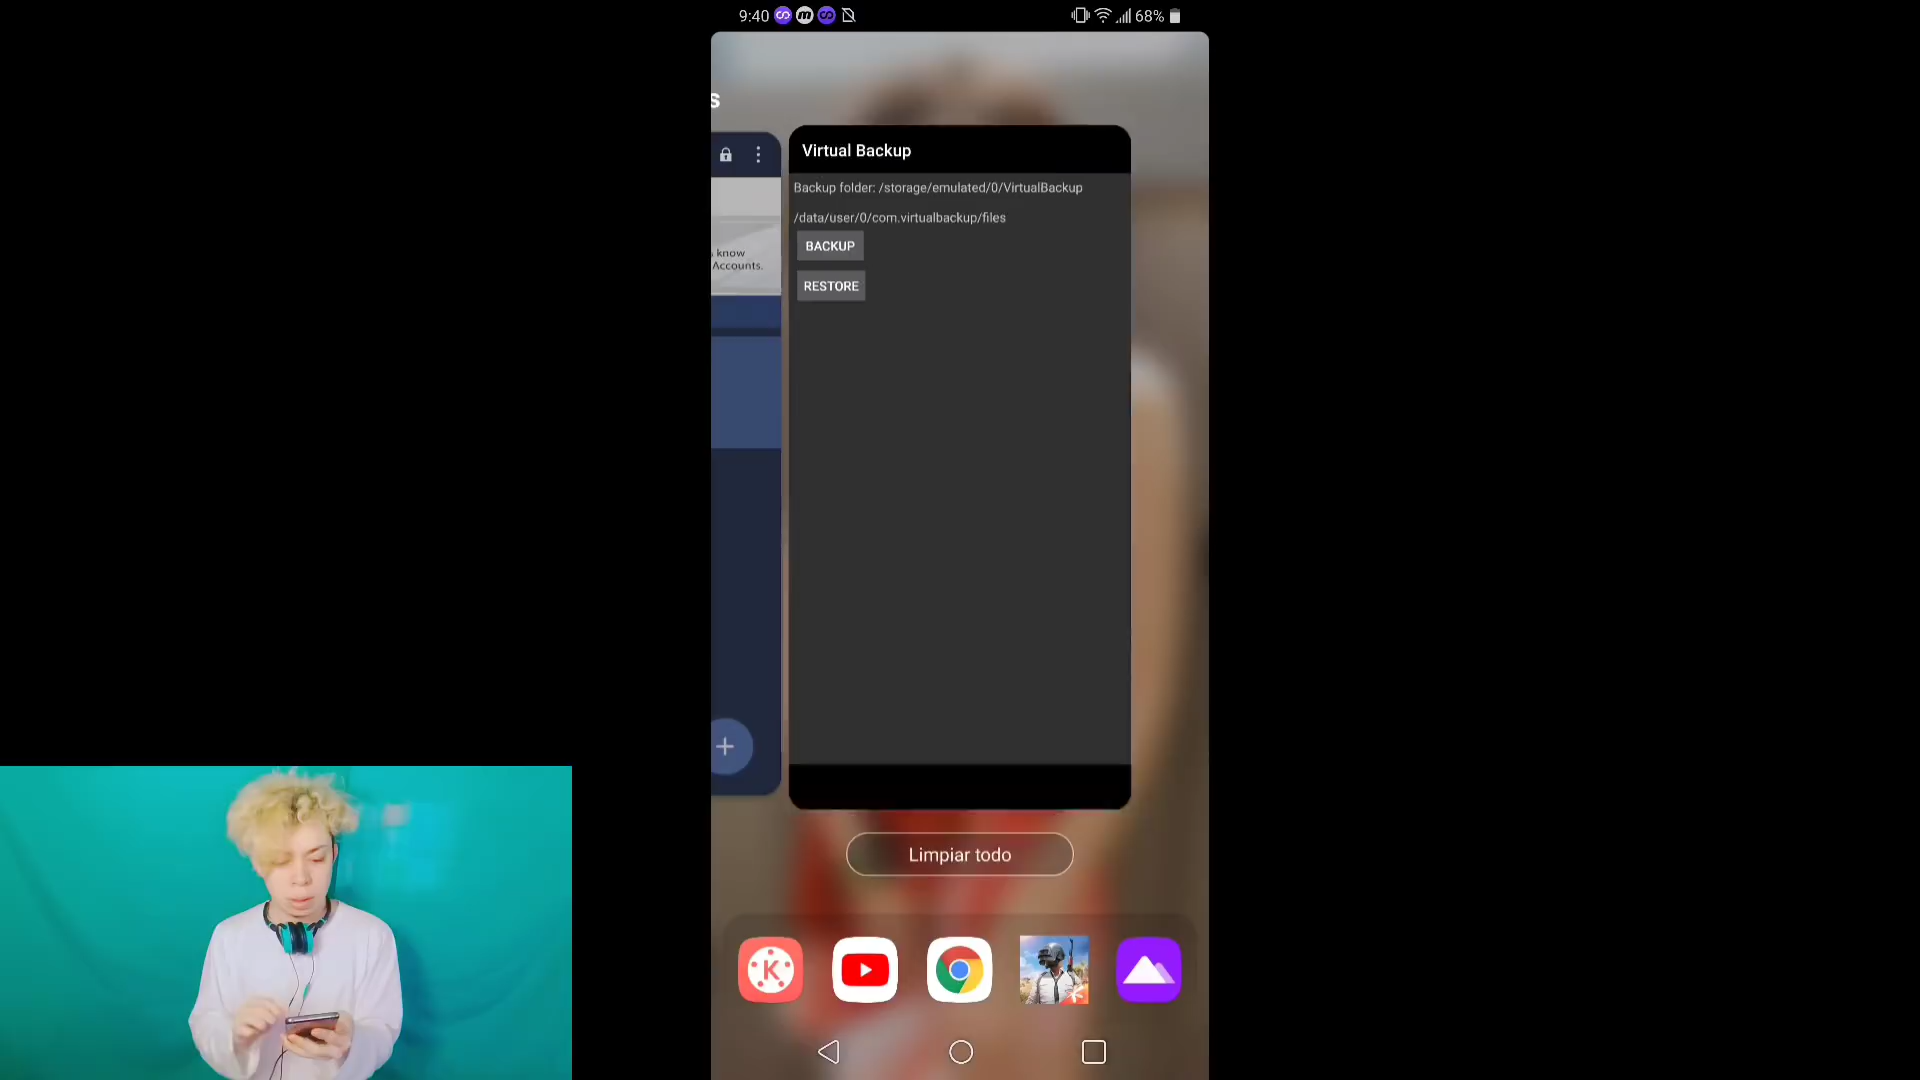 9:40
68%
s
Virtual Backup
Backup folder: /storage/emulated/0/VirtualBackup
/data/user/0/com.virtualbackup/files
know
Accounts.
BACKUP
RESTORE
Limpiar todo
K